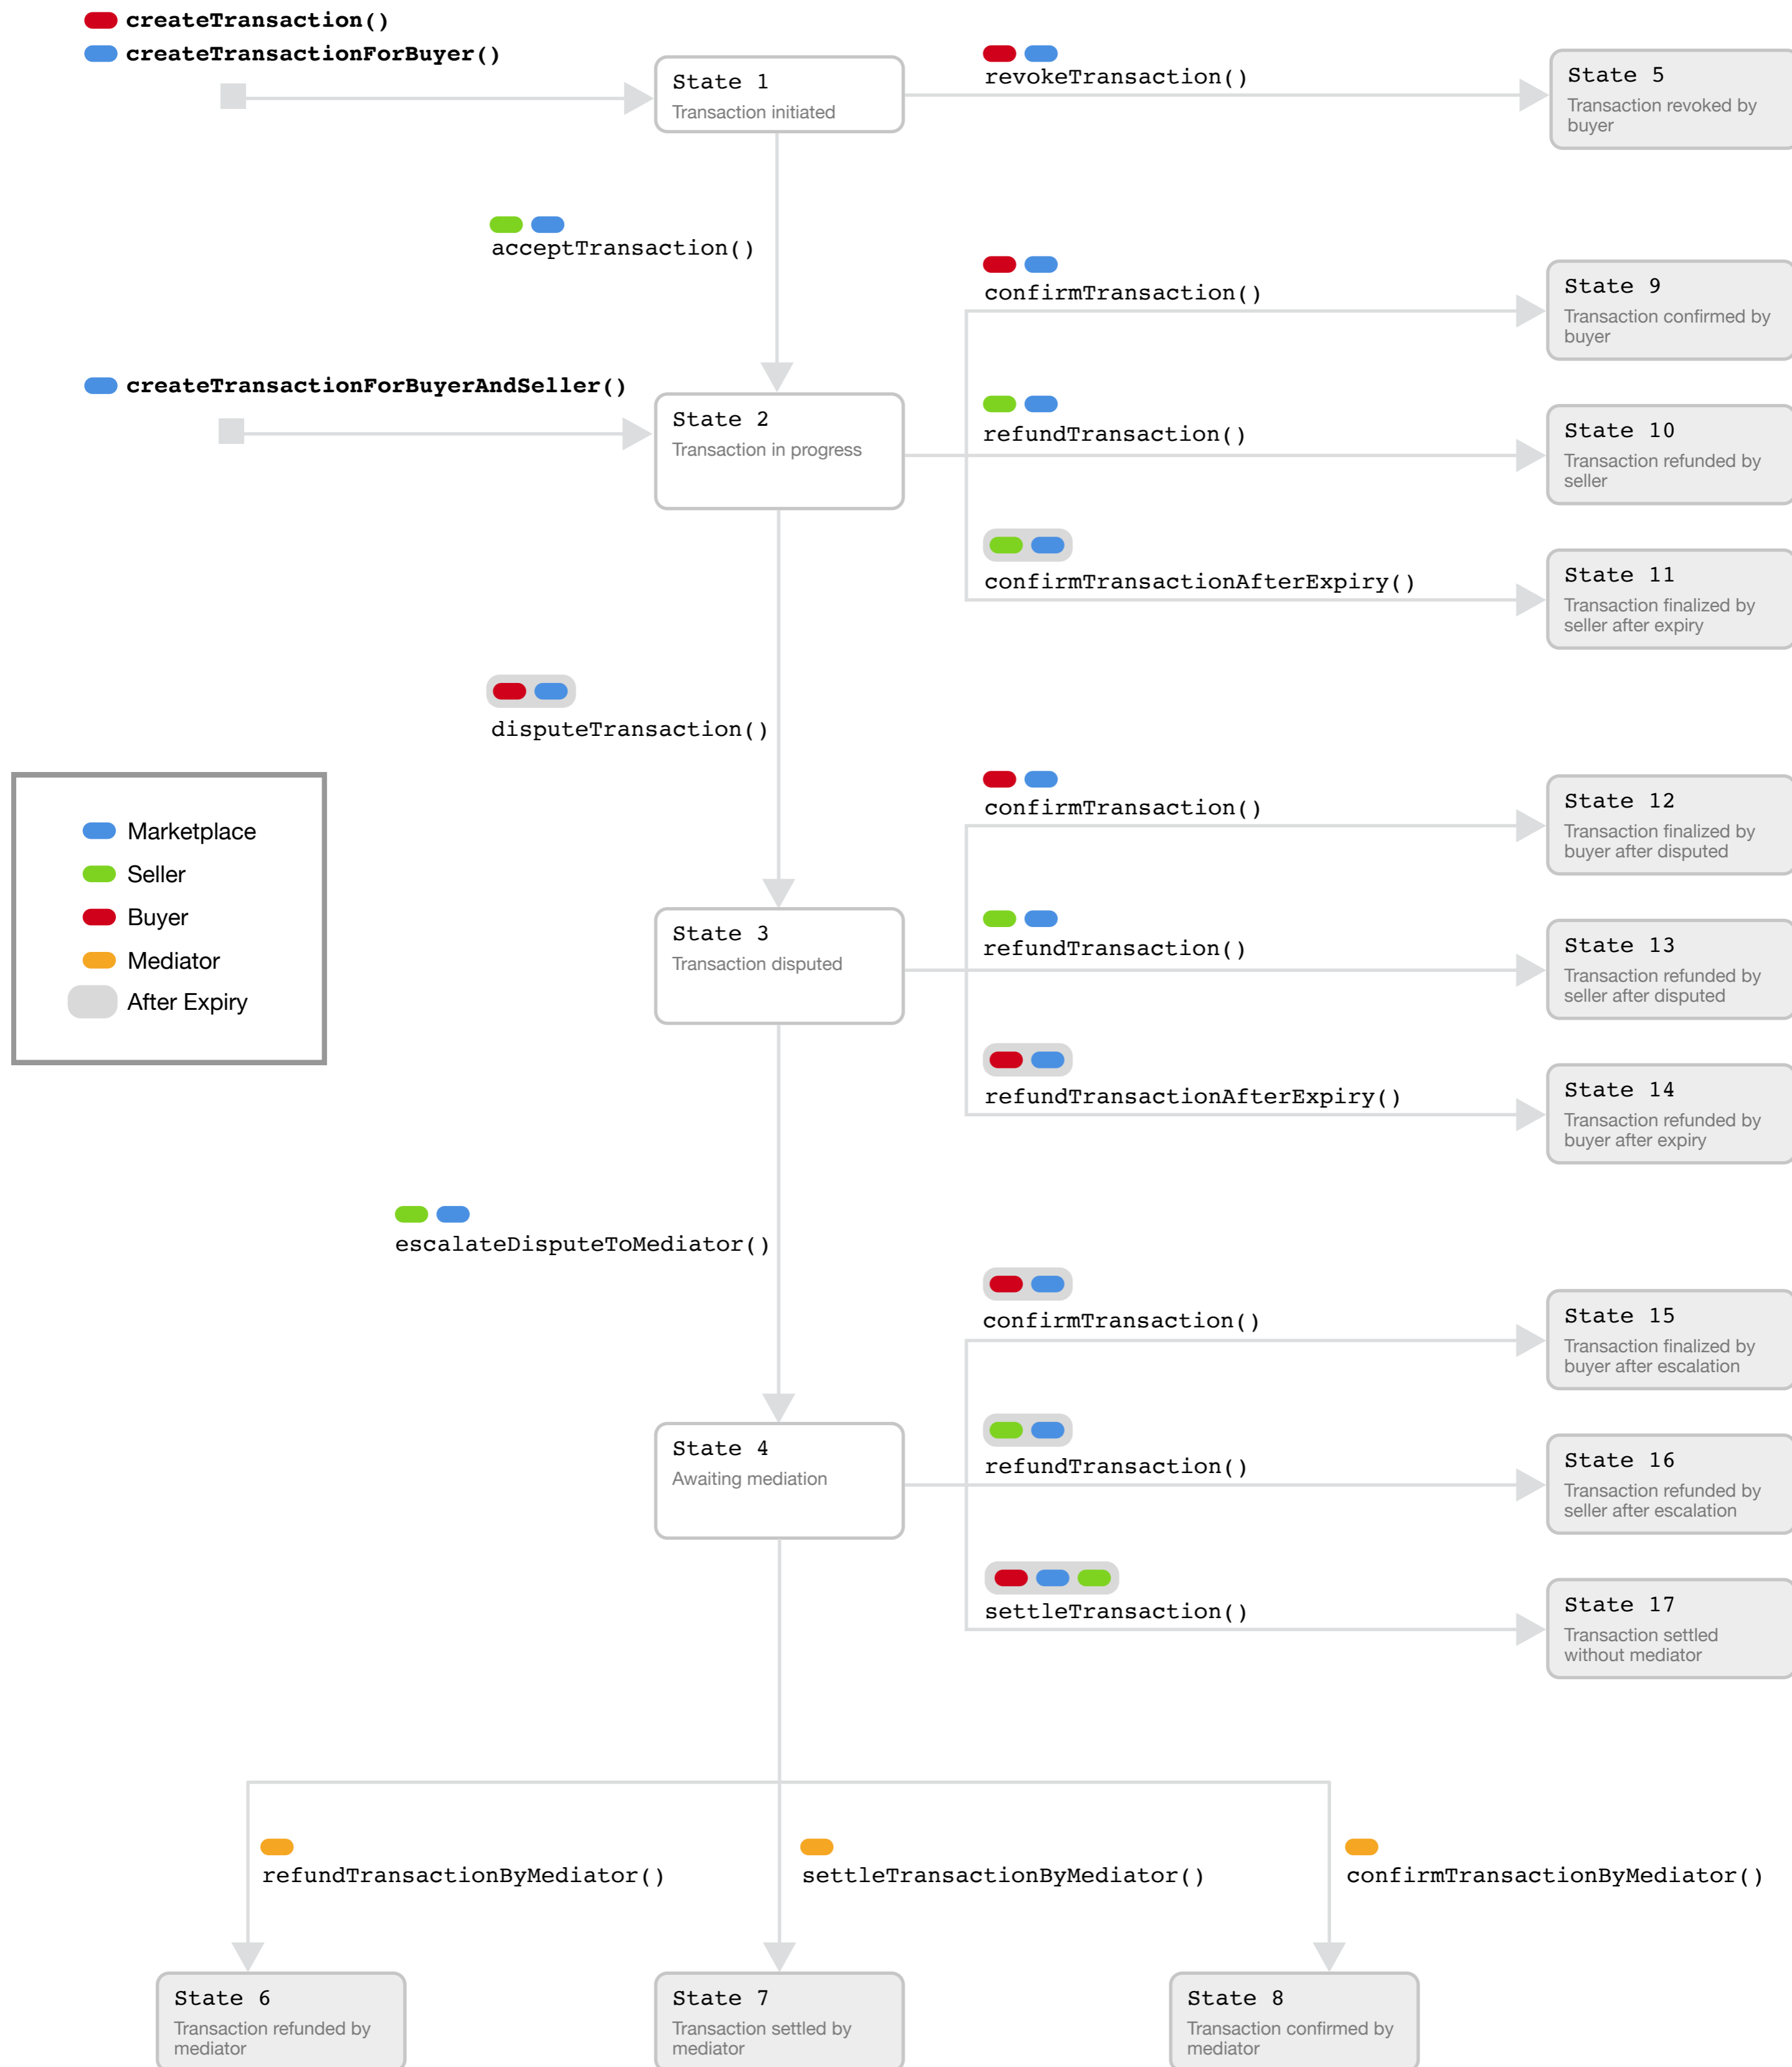 createTransaction()
createTransactionForBuyer()
State 1
Transaction initiated
revokeTransaction()
State 5
Transaction revoked by
buyer
acceptTransaction()
confirmTransaction()
State 9
Transaction confirmed by
buyer
createTransactionForBuyerAndSeller()
State 2
Transaction in progress
refundTransaction()
State 10
Transaction refunded by
seller
confirmTransactionAfterExpiry()
State 11
Transaction finalized by
seller after expiry
disputeTransaction()
Marketplace
Seller
Buyer
Mediator
After Expiry
confirmTransaction()
State 12
Transaction finalized by
buyer after disputed
State 3
Transaction disputed
refundTransaction()
State 13
Transaction refunded by
seller after disputed
refundTransactionAfterExpiry()
State 14
Transaction refunded by
buyer after expiry
escalateDisputeToMediator()
confirmTransaction()
State 15
Transaction finalized by
buyer after escalation
State 4
Awaiting mediation
refundTransaction()
State 16
Transaction refunded by
seller after escalation
settleTransaction()
State 17
Transaction settled
without mediator
refundTransactionByMediator()
settleTransactionByMediator()
confirmTransactionByMediator()
State 6
Transaction refunded by
mediator
State 7
Transaction settled by
mediator
State 8
Transaction confirmed by
mediator